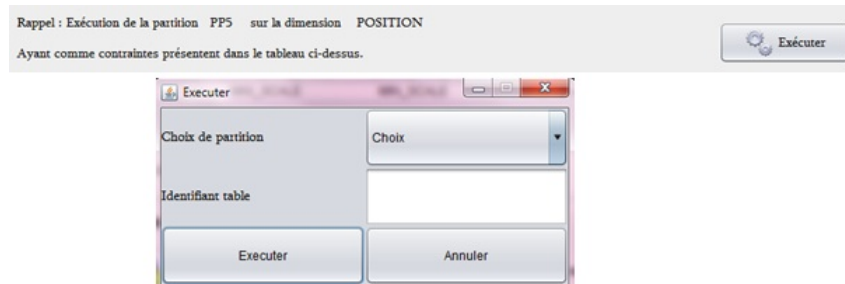 Rappel : Exécution de la partition PP5 sur la dimension POSITION
Ayant comme contraintes présentent dans le tableau ci-dessus.
Exécuter
Executer
Choix de partition
Choix
Identifiant table
Executer
Annuler